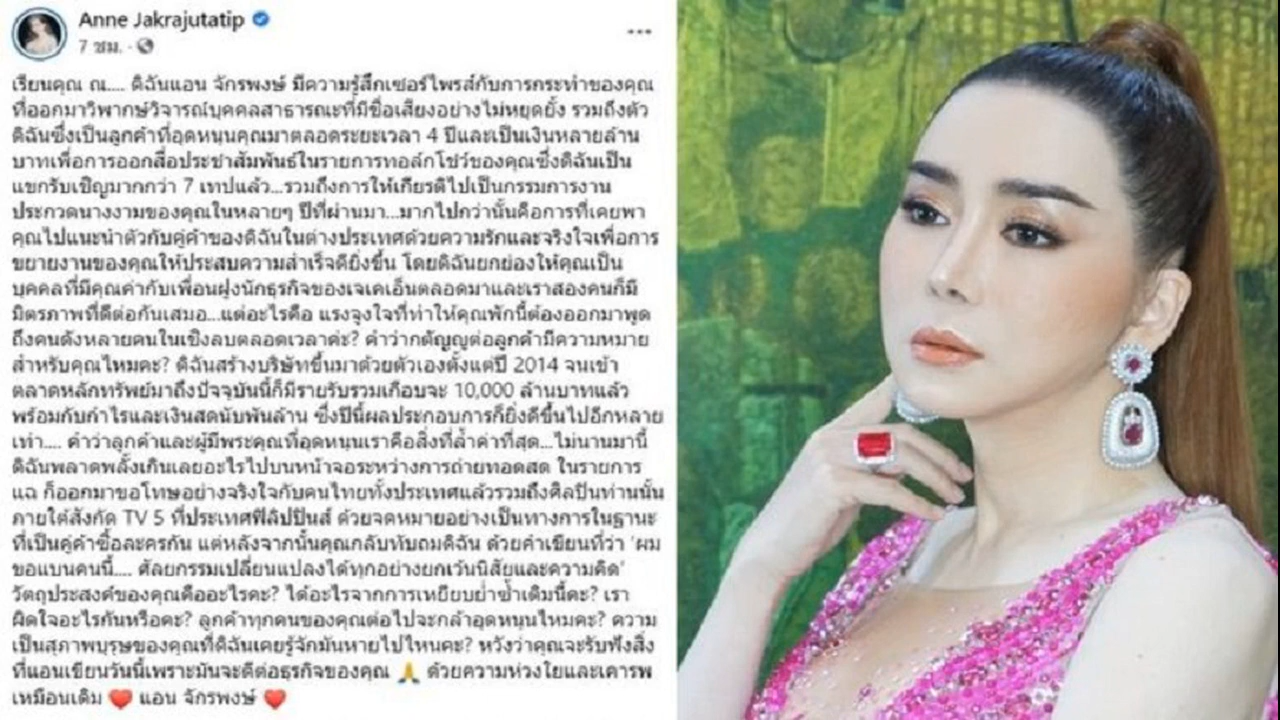 Anne Jakrajutatip
7 ชม.
เรียนคุณ ณ.... ดิฉันแอน จักรพงษ์ มีความรู้สึกเซอร์ไพรส์กับการกระทำของคุณ
ที่ออกมาวิพากษ์วิจารณ์บุคคลสาธารณะที่มีชื่อเสียงอย่างไม่หยุดยั้ง รวมถึงตัว
ดิฉันซึ่งเป็นลูกค้าที่อุดหนุนคุณมาตลอดระยะเวลา 4 ปีและเป็นเงินหลายล้าน
บาทเพื่อการออกสื่อประชาสัมพันธ์ในรายการทอล์กโชว์ของคุณซึ่งดิฉันเป็น
แขกรับเชิญมากกว่า 7 เทปแล้ว...รวมถึงการให้เกียรติไปเป็นกรรมการงาน
ประกวดนางงามของคุณในหลายๆ ปีที่ผ่านมา...มากไปกว่านั้นคือการที่เคยพา
คุณไปแนะนำตัวกับคู่ค้าของดิฉันในต่างประเทศด้วยความรักและจริงใจเพื่อการ
ขยายงานของคุณให้ประสบความสำเร็จดียิ่งขึ้น โดยดิฉันยกย่องให้คุณเป็น
บุคคลที่มีคุณค่ากับเพื่อนฝูงนักธุรกิจของเจเคเอ็นตลอดมาและเราสองคนก็มี
มิตรภาพที่ดีต่อกันเสมอ...แต่อะไรคือ แรงจูงใจที่ทำให้คุณพักนี้ต้องออกมาพูด
ถึงคนดังหลายคนในเชิงลบตลอดเวลาค่ะ? คำว่ากตัญญูต่อลูกค้ามีความหมาย
สำหรับคุณไหมคะ? ดิฉันสร้างบริษัทขึ้นมาด้วยตัวเองตั้งแต่ปี 2014 จนเข้า
ตลาดหลักทรัพย์มาถึงปัจจุบันนี้ก็มีรายรับรวมเกือบจะ 10,000 ล้านบาทแล้ว
พร้อมกับกำไรและเงินสดนับพันล้าน ซึ่งปีนี้ผลประกอบการก็ยิ่งดีขึ้นไปอีกหลาย
เท่า.... คำว่าลูกค้าและผู้มีพระคุณที่อุดหนุนเราคือสิ่งที่ล้ำค่าที่สุด...ไม่นานมานี้
ดิฉันพลาดพลั้งเกินเลยอะไรไปบนหน้าจอระหว่างการถ่ายทอดสด ในรายการ
แฉ ก็ออกมาขอโทษอย่างจริงใจกับคนไทยทั้งประเทศแล้วรวมถึงศิลปินท่านนั้น
ภายใต้สังกัด TV 5 ที่ประเทศฟิลิปปินส์ ด้วยจดหมายอย่างเป็นทางการในฐานะ
ที่เป็นคู่ค้าซื้อละครกัน แต่หลังจากนั้นคุณกลับทับถมดิฉัน ด้วยคำเขียนที่ว่า 'ผม
ขอแบนคนนี้.... ศัลยกรรมเปลี่ยนแปลงได้ทุกอย่างยกเว้นนิสัยและความคิด'
วัตถุประสงค์ของคุณคืออะไรคะ? ได้อะไรจากการเหยียบย่ำซ้ำเติมนี้คะ? เรา
ผิดใจอะไรกันหรือคะ? ลูกค้าทุกคนของคุณต่อไปจะกล้าอุดหนุนไหมคะ? ความ
เป็นสุภาพบุรุษของคุณที่ดิฉันเคยรู้จักมันหายไปไหนคะ? หวังว่าคุณจะรับฟังสิ่ง
ที่แอนเขียนวันนี้เพราะมันจะดีต่อธุรกิจของคุณ 🙏 ด้วยความห่วงใยและเคารพ
เหมือนเดิม ♥️ แอน จักรพงษ์ ♥️